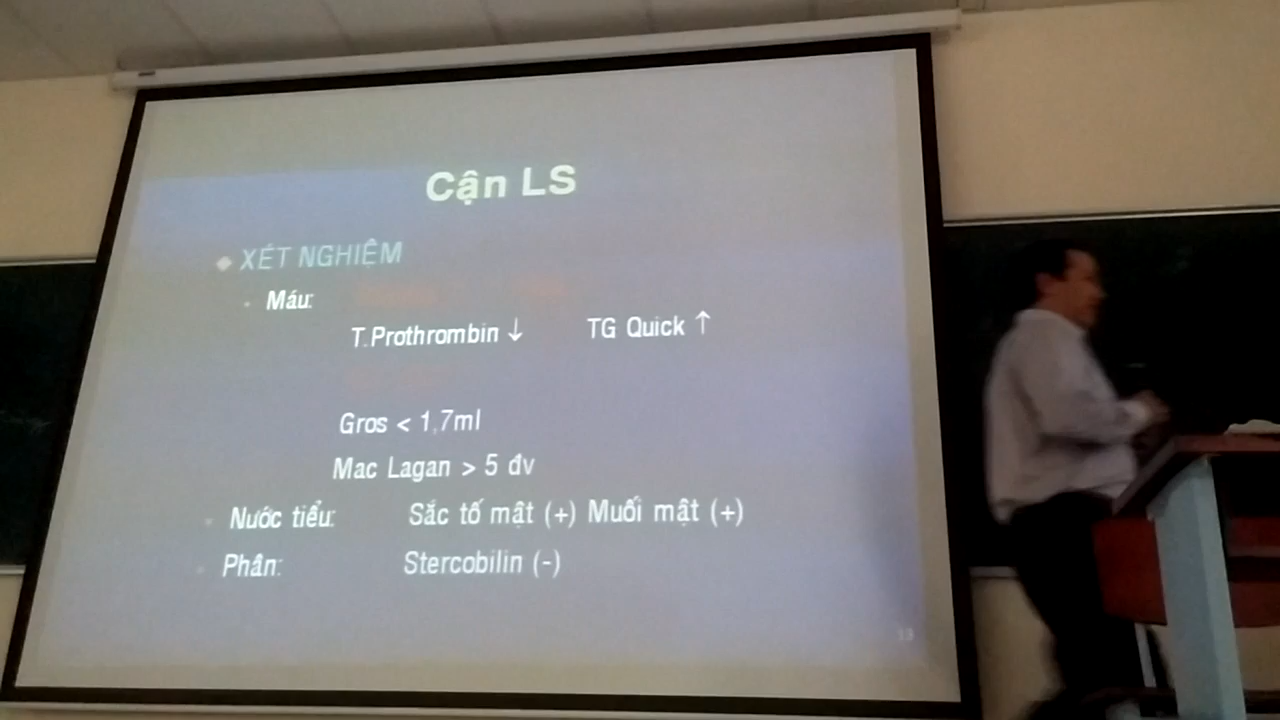 Cận LS
XÉT NGHIỆM
Máu:
T.Prothrombin ↓ TG Quick ↑
Gros < 1,7ml
Mac Lagan > 5 đv
Nước tiểu: Sắc tố mật (+) Muối mật (+)
Phân: Stercobilin (-)
13